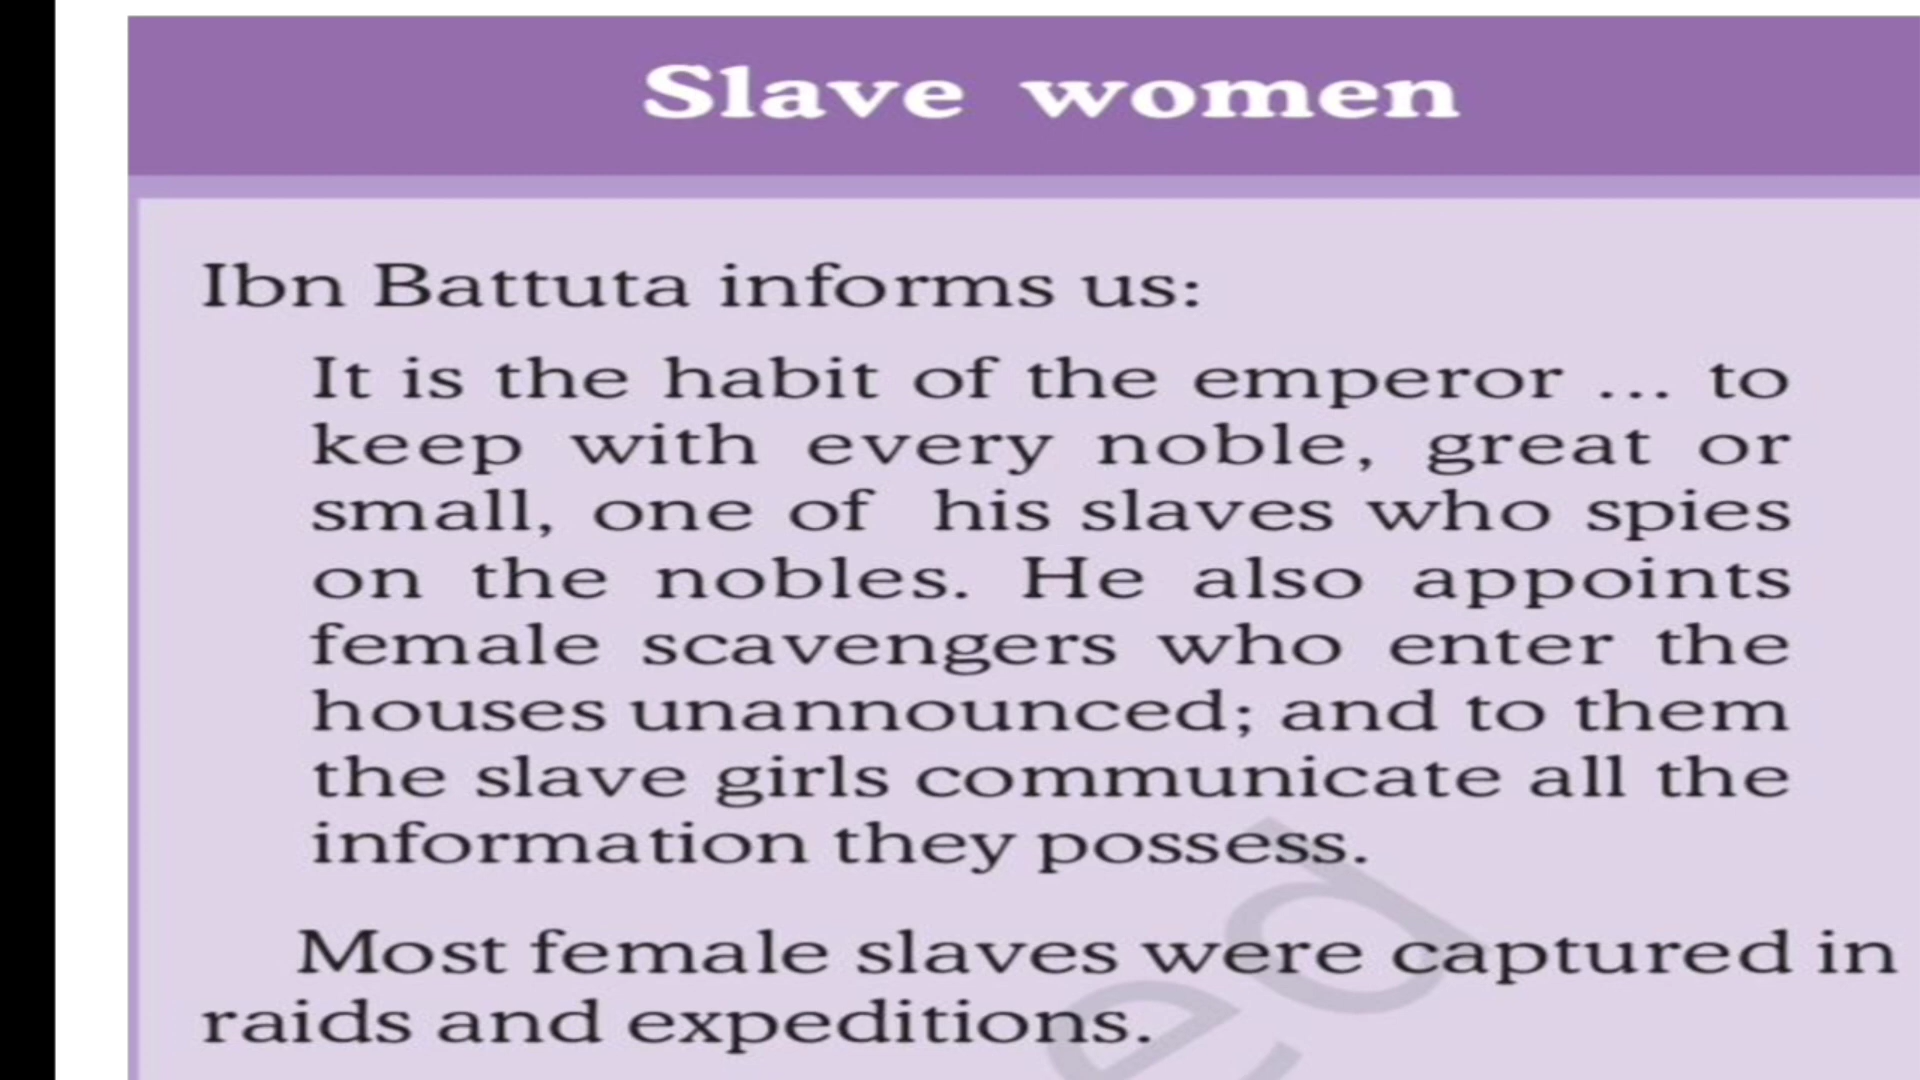 Slave women
Ibn Battuta informs us:
It is the habit of the emperor ... to
keep with every noble, great or
small, one of his slaves who spies
on the nobles. He also appoints
female scavengers who enter the
houses unannounced; and to them
the slave girls communicate all the
information they possess.
Most female slaves were captured in
raids and expeditions.